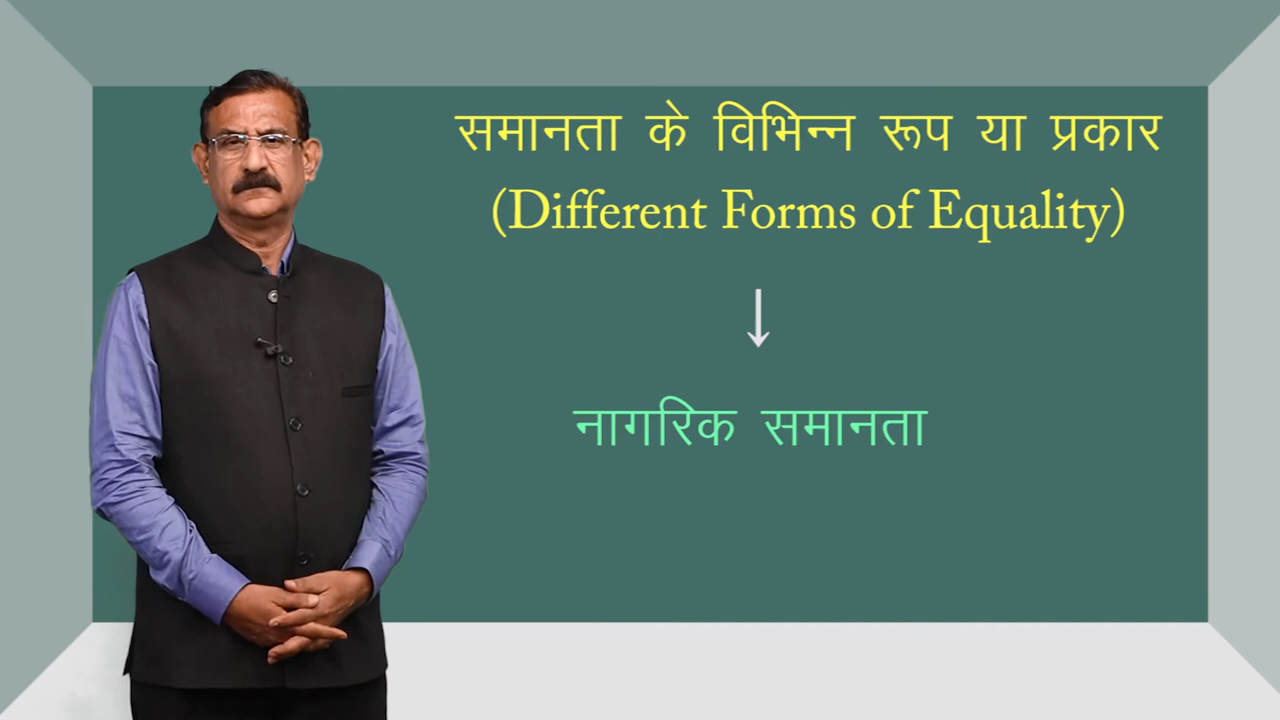 समानता के विभिन्न रूप या प्रकार
(Different Forms of Equality)
नागरिक समानता